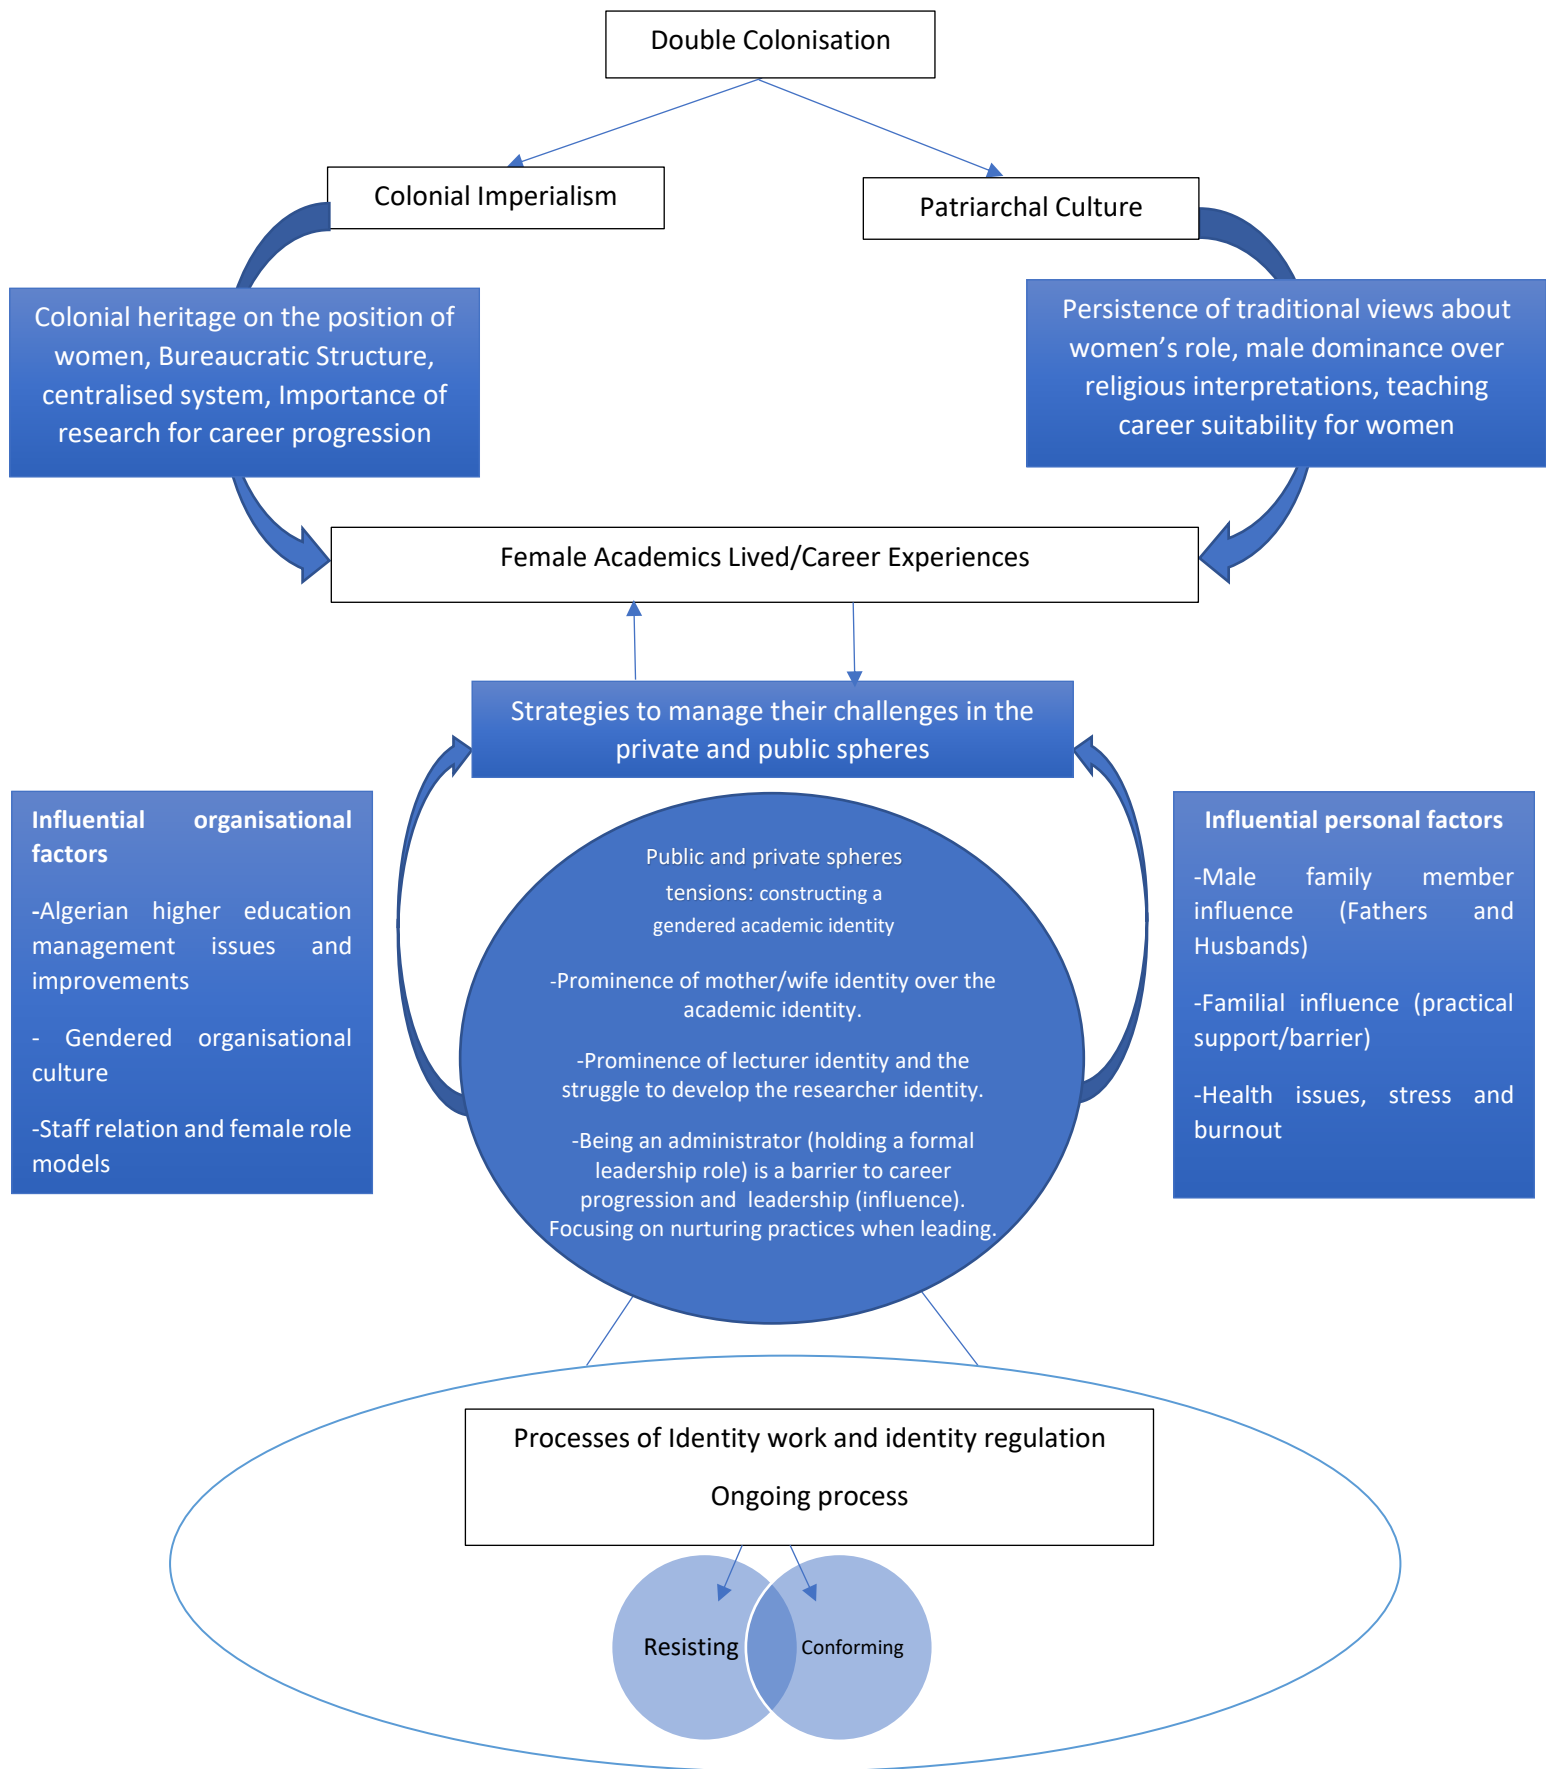 Double Colonisation
Colonial Imperialism
Patriarchal Culture
Colonial heritage on the position of
women, Bureaucratic Structure,
centralised system, Importance of
research for career progression
Persistence of traditional views about
women’s role, male dominance over
religious interpretations, teaching
career suitability for women
Female Academics Lived/Career Experiences
Strategies to manage their challenges in the
private and public spheres
Influential organisational
factors
-Algerian higher education
management issues and
improvements
- Gendered organisational
culture
-Staff relation and female role
models
Public and private spheres
tensions: constructing a
gendered academic identity
-Prominence of mother/wife identity over the
academic identity.
-Prominence of lecturer identity and the
struggle to develop the researcher identity.
-Being an administrator (holding a formal
leadership role) is a barrier to career
progression and leadership (influence).
Focusing on nurturing practices when leading.
Influential personal factors
-Male family member
influence (Fathers and
Husbands)
-Familial influence (practical
support/barrier)
-Health issues, stress and
burnout
Processes of Identity work and identity regulation
Ongoing process
Resisting
Conforming